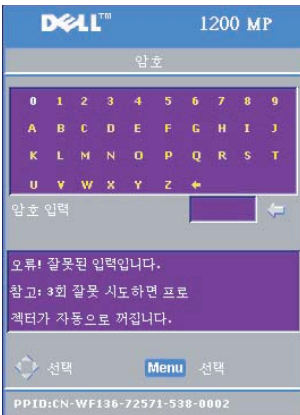 DELL™ 1200 MP
암호
0 1 2 3 4 5 6 7 8 9
A B C D E F G H I J
K L M N O P Q R S T
U V W X Y Z ←
암호 입력
오류! 잘못된 입력입니다.
참고: 3회 잘못 시도하면 프로
젝터가 자동으로 꺼집니다.
선택 Menu 선택
PPID:CN-WF136-72571-538-0002